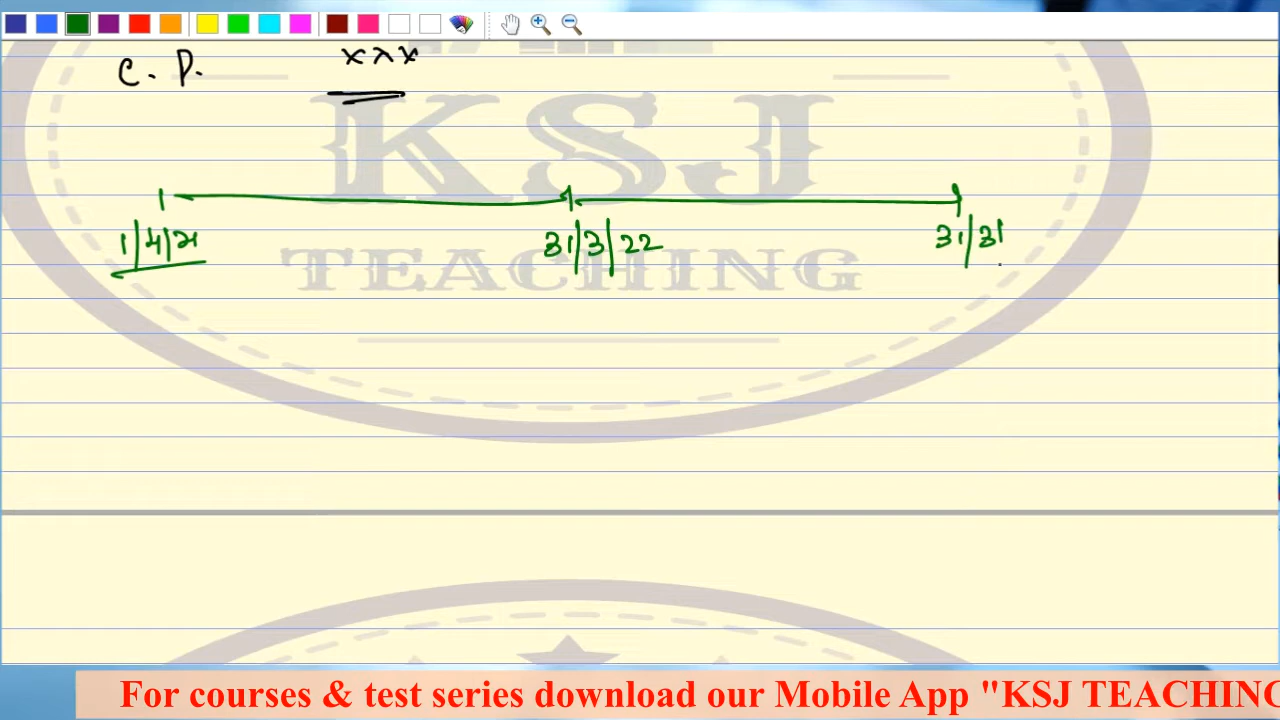 C. P. xxx
KSJ
1|4|21 31|3|22 31|31
TEACHING
For courses & test series download our Mobile App "KSJ TEACHING